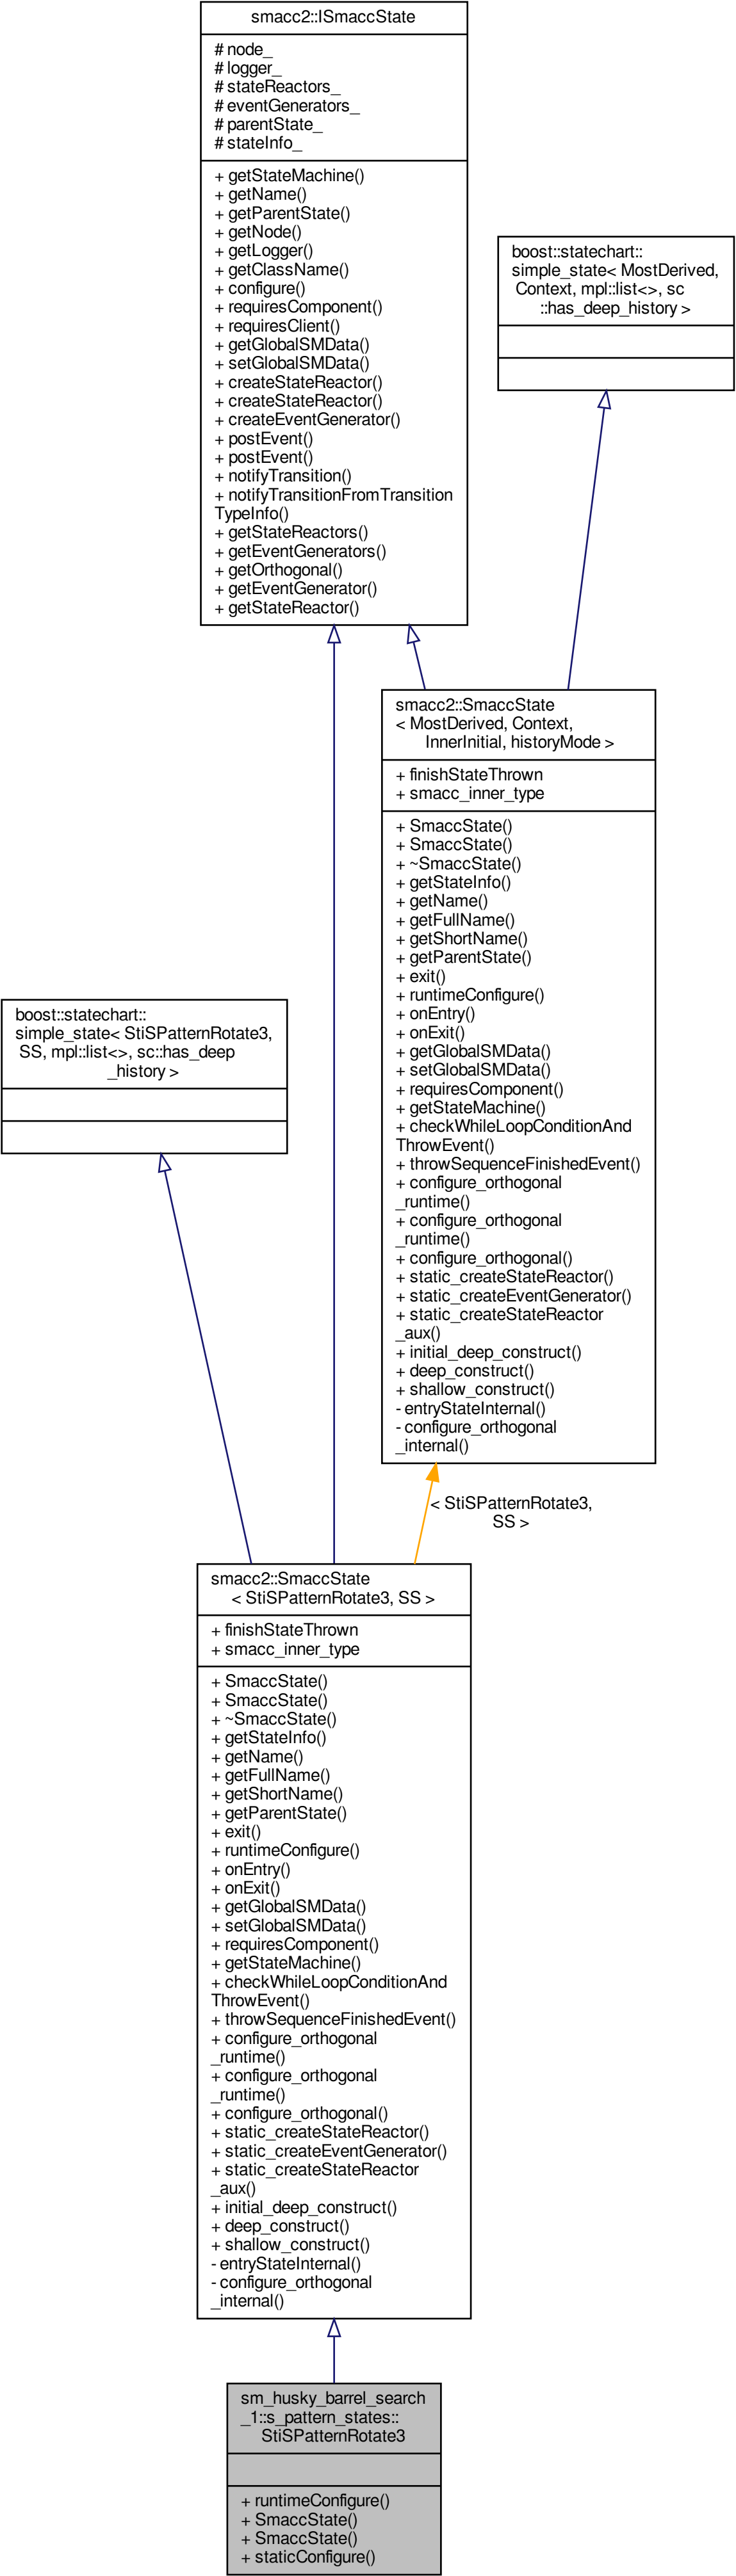 smacc2::ISmaccState
# node_
# logger_
# stateReactors_
# eventGenerators_
# parentState_
# stateInfo_
+ getStateMachine()
+ getName()
+ getParentState()
+ getNode()
+ getLogger()
+ getClassName()
+ configure()
+ requiresComponent()
+ requiresClient()
+ getGlobalSMData()
+ setGlobalSMData()
+ createStateReactor()
+ createStateReactor()
+ createEventGenerator()
+ postEvent()
+ postEvent()
+ notifyTransition()
+ notifyTransitionFromTransition
TypeInfo()
+ getStateReactors()
+ getEventGenerators()
+ getOrthogonal()
+ getEventGenerator()
+ getStateReactor()
boost::statechart::
simple_state< MostDerived,
Context, mpl::list<>, sc
::has_deep_history >
smacc2::SmaccState
< MostDerived, Context,
InnerInitial, historyMode >
+ finishStateThrown
+ smacc_inner_type
+ SmaccState()
+ SmaccState()
+ ~SmaccState()
+ getStateInfo()
+ getName()
+ getFullName()
+ getShortName()
+ getParentState()
+ exit()
+ runtimeConfigure()
+ onEntry()
+ onExit()
+ getGlobalSMData()
+ setGlobalSMData()
+ requiresComponent()
+ getStateMachine()
+ checkWhileLoopConditionAnd
ThrowEvent()
+ throwSequenceFinishedEvent()
+ configure_orthogonal
_runtime()
+ configure_orthogonal
_runtime()
+ configure_orthogonal()
+ static_createStateReactor()
+ static_createEventGenerator()
+ static_createStateReactor
_aux()
+ initial_deep_construct()
+ deep_construct()
+ shallow_construct()
- entryStateInternal()
- configure_orthogonal
_internal()
boost::statechart::
simple_state< StiSPatternRotate3,
SS, mpl::list<>, sc::has_deep
_history >
< StiSPatternRotate3,
SS >
smacc2::SmaccState
< StiSPatternRotate3, SS >
+ finishStateThrown
+ smacc_inner_type
+ SmaccState()
+ SmaccState()
+ ~SmaccState()
+ getStateInfo()
+ getName()
+ getFullName()
+ getShortName()
+ getParentState()
+ exit()
+ runtimeConfigure()
+ onEntry()
+ onExit()
+ getGlobalSMData()
+ setGlobalSMData()
+ requiresComponent()
+ getStateMachine()
+ checkWhileLoopConditionAnd
ThrowEvent()
+ throwSequenceFinishedEvent()
+ configure_orthogonal
_runtime()
+ configure_orthogonal
_runtime()
+ configure_orthogonal()
+ static_createStateReactor()
+ static_createEventGenerator()
+ static_createStateReactor
_aux()
+ initial_deep_construct()
+ deep_construct()
+ shallow_construct()
- entryStateInternal()
- configure_orthogonal
_internal()
sm_husky_barrel_search
_1::s_pattern_states::
StiSPatternRotate3
+ runtimeConfigure()
+ SmaccState()
+ SmaccState()
+ staticConfigure()